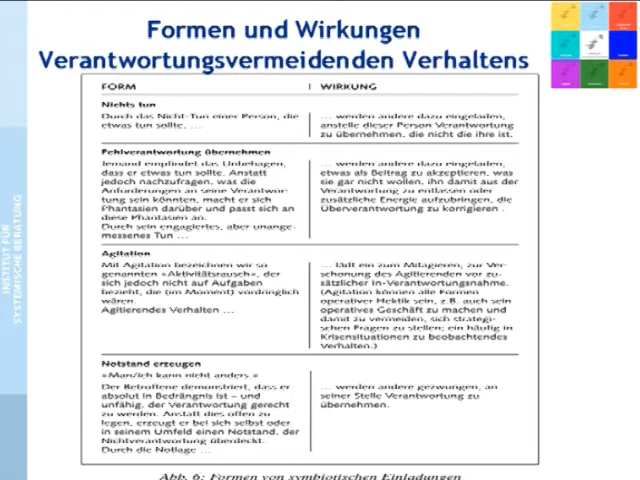 Formen und Wirkungen
Verantwortungsvermeidenden Verhaltens
FORM
WIRKUNG
Nichts tun
Durch das Nicht-Tun einer Person, die
etwas tun sollte, ...
... werden andere dazu eingeladen,
anstelle dieser Person Verantwortung
zu übernehmen, die nicht die ihre ist.
Fehlverantwortung übernehmen
Jemand empfindet das Unbehagen,
dass er etwas tun sollte. Anstatt
jedoch nachzufragen, was die
Anforderungen an seine Verantwor-
tung sein könnten, macht er sich
Phantasien darüber und passt sich an
diese Phantasien an.
Durch sein engagiertes, aber unange-
messenes Tun ...
... werden andere dazu eingeladen,
etwas als Beitrag zu akzeptieren, was
sie gar nicht wollen, ihn damit aus der
Verantwortung zu entlassen oder
zusätzliche Energie aufzubringen, die
Überverantwortung zu korrigieren .
Agitation
Mit Agitation bezeichnen wir so
genannten «Aktivitätsrausch», der
sich jedoch nicht auf Aufgaben
bezieht, die (im Moment) vordringlich
wären.
Agitierendes Verhalten ...
... lädt ein zum Mitagieren, zur Ver-
schonung des Agitierenden vor zu-
sätzlicher In-Verantwortungsnahme.
(Agitation können alle Formen
operativer Hektik sein, z.B. auch sein
operatives Geschäft zu machen und
damit zu vermeiden, sich strategi-
schen Fragen zu stellen; ein häufig in
Krisensituationen zu beobachtendes
Verhalten.)
Notstand erzeugen
«Man/ich kann nicht anders.»
Der Betroffene demonstriert, dass er
absolut in Bedrängnis ist – und
unfähig, der Verantwortung gerecht
zu werden. Anstatt dies offen zu
legen, erzeugt er bei sich selbst oder
in seinem Umfeld einen Notstand, der
Nichtverantwortung überdeckt.
Durch die Notlage ...
... werden andere gezwungen, an
seiner Stelle Verantwortung zu
übernehmen.
Abb. 6: Formen von symbiotischen Einladungen
INSTITUT FÜR
SYSTEMISCHE BERATUNG